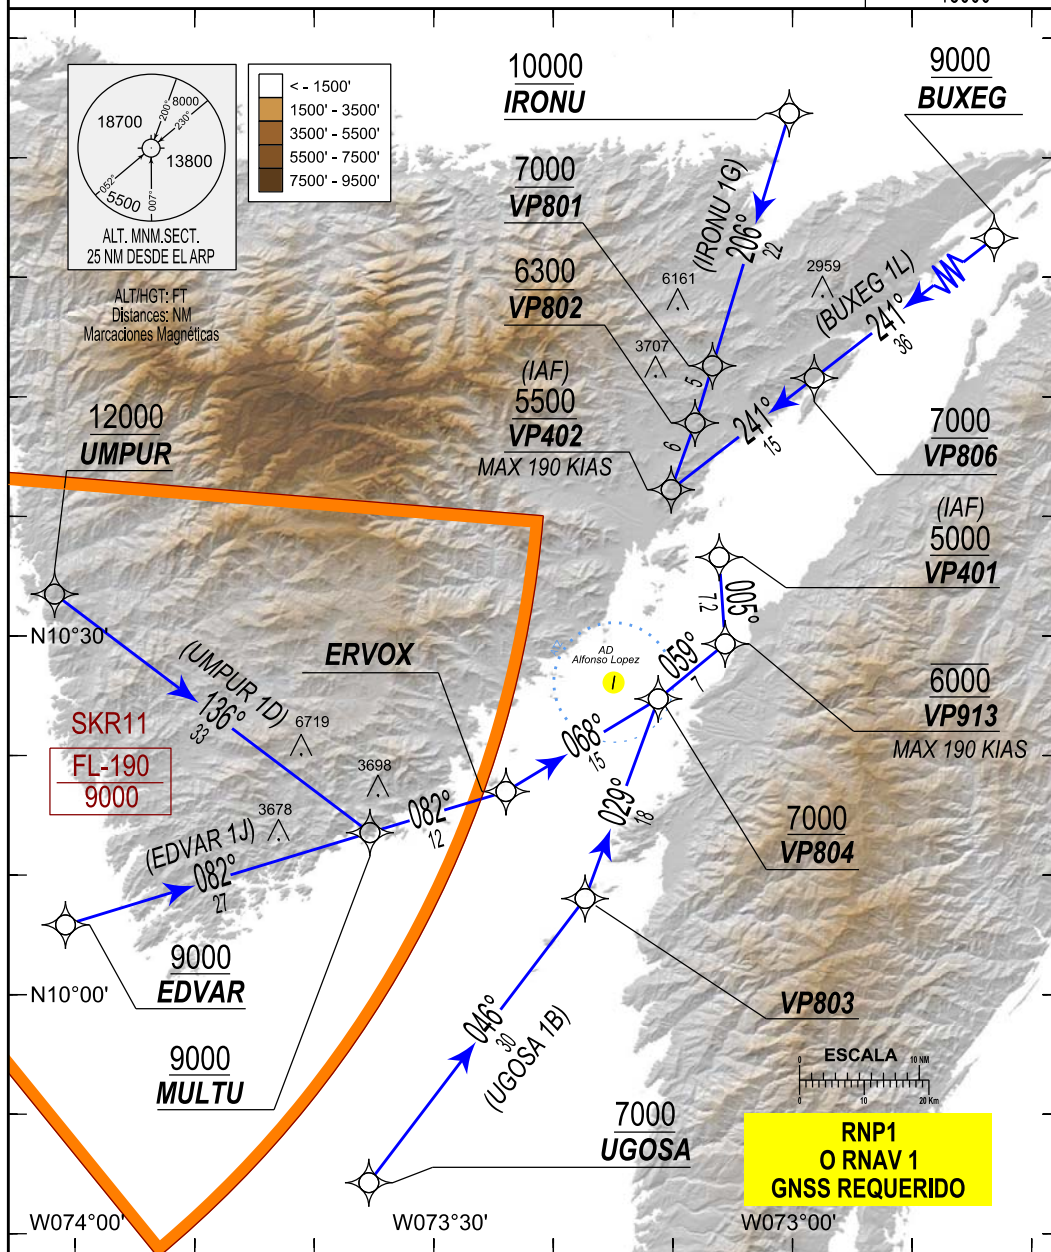 10000
IRONU
9000
BUXEG
18700
8000
200°
230°
13800
052°
5500
007°
ALT. MNM.SECT.
25 NM DESDE EL ARP
< - 1500'
1500' - 3500'
3500' - 5500'
5500' - 7500'
7500' - 9500'
ALT/HGT: FT
Distances: NM
Marcaciones Magnéticas
7000
VP801
6300
VP802
(IAF)
5500
VP402
MAX 190 KIAS
(IRONU 1G)
206°
22
6161
2959
3707
5
6
(BUXEG 1L)
241°
36
241°
15
7000
VP806
(IAF)
5000
VP401
12000
UMPUR
N10°30'
(UMPUR 1D)
136°
33
ERVOX
AD
Alfonso Lopez
005°
7.2
059°
7
6000
VP913
MAX 190 KIAS
SKR11
FL-190
9000
6719
3698
3678
068°
15
082°
12
029°
18
7000
VP804
(EDVAR 1J)
082°
27
9000
EDVAR
N10°00'
VP803
046°
30
(UGOSA 1B)
9000
MULTU
7000
UGOSA
ESCALA
0
10 NM
0
10
20 Km
RNP1
O RNAV 1
GNSS REQUERIDO
W074°00'
W073°30'
W073°00'